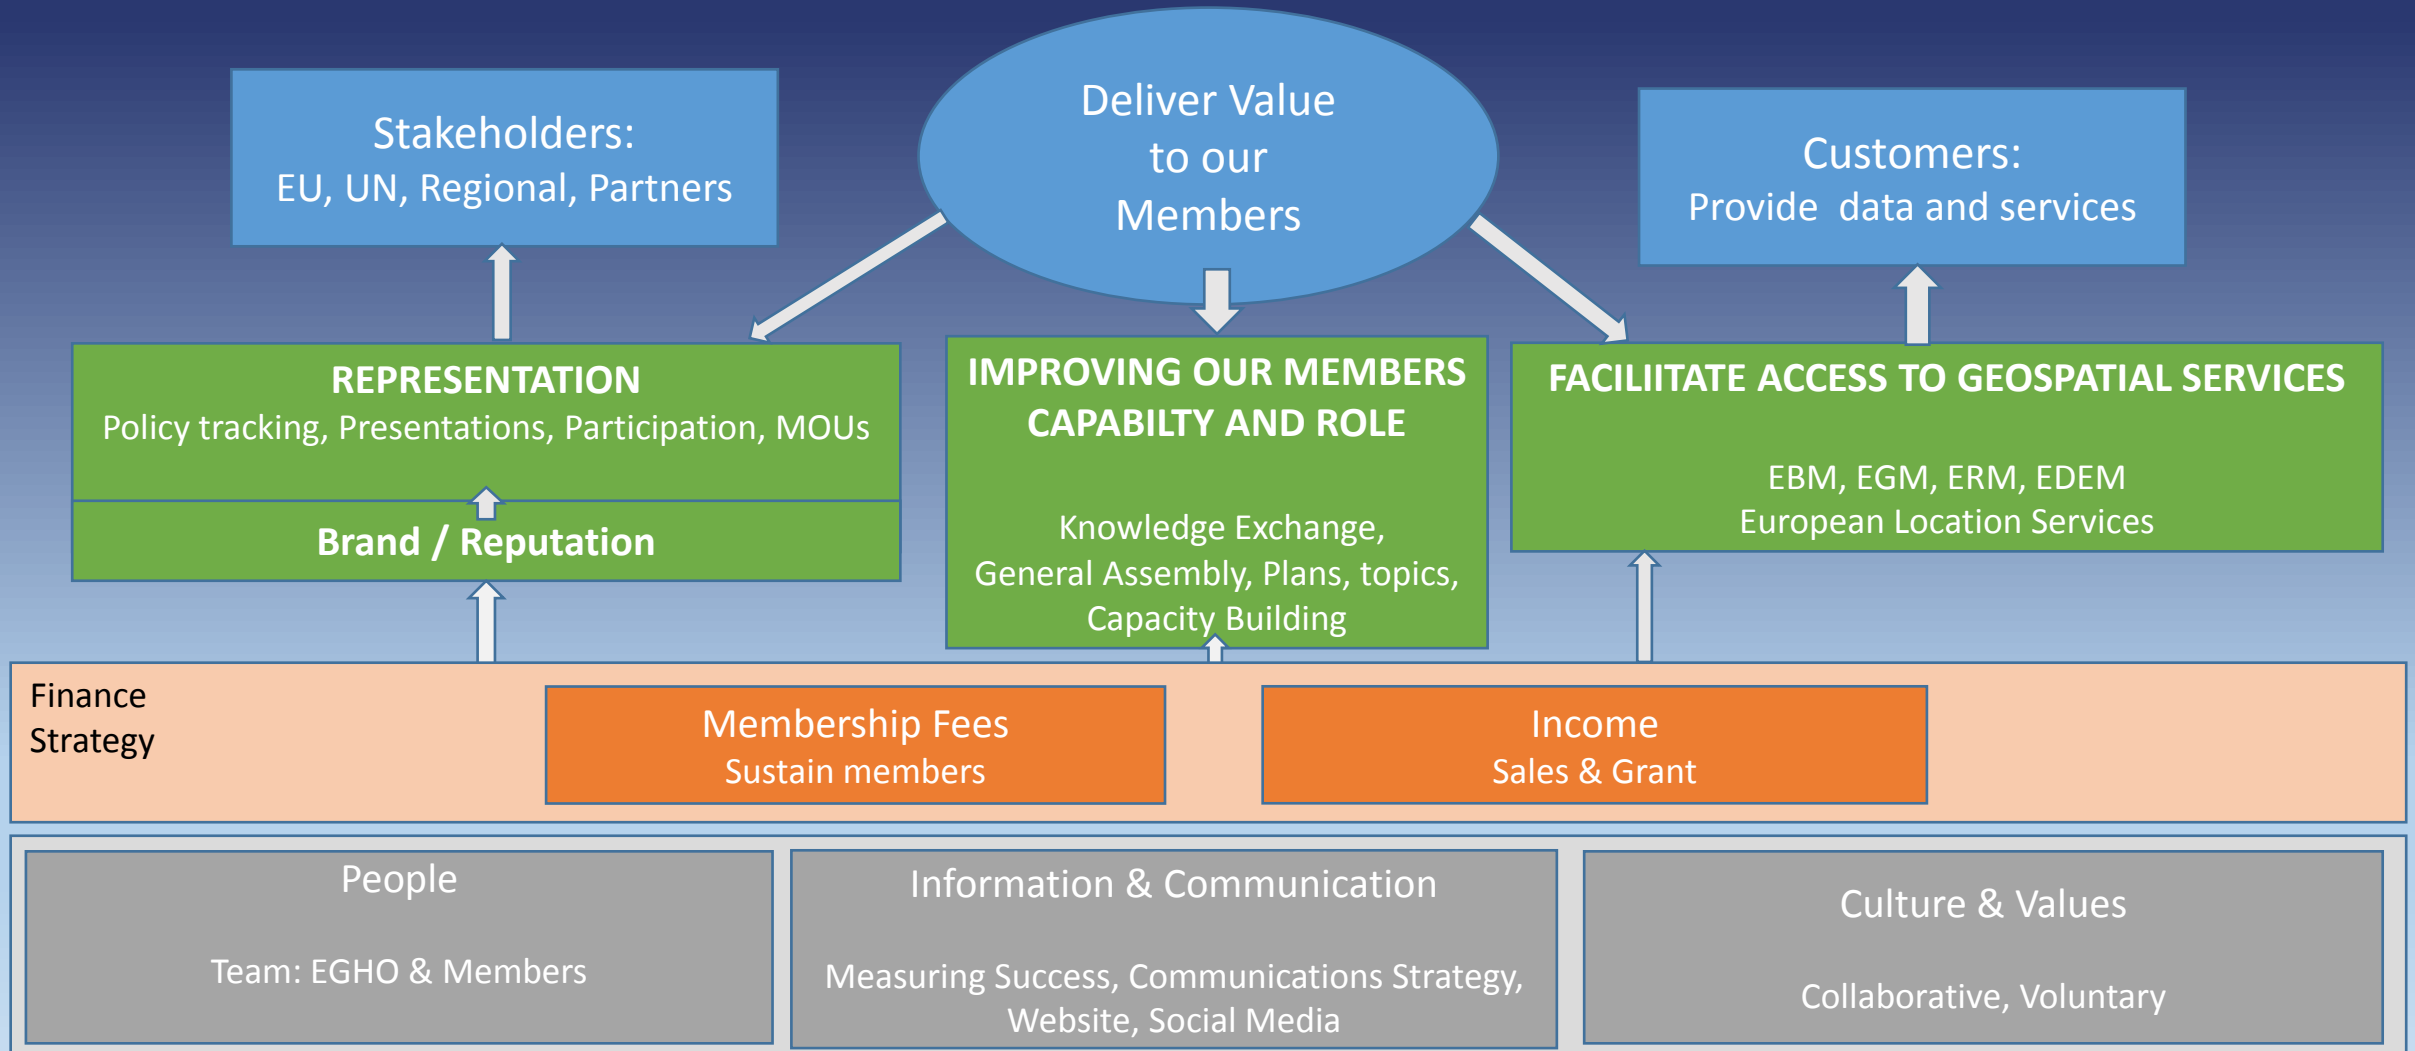 Stakeholders:
EU, UN, Regional, Partners
Deliver Value
to our
Members
Customers:
Provide data and services
REPRESENTATION
Policy tracking, Presentations, Participation, MOUs
Brand / Reputation
IMPROVING OUR MEMBERS
CAPABILTY AND ROLE
Knowledge Exchange,
General Assembly, Plans, topics,
Capacity Building
FACILIITATE ACCESS TO GEOSPATIAL SERVICES
EBM, EGM, ERM, EDEM
European Location Services
Finance
Strategy
Membership Fees
Sustain members
Income
Sales & Grant
People
Team: EGHO & Members
Information & Communication
Measuring Success, Communications Strategy,
Website, Social Media
Culture & Values
Collaborative, Voluntary